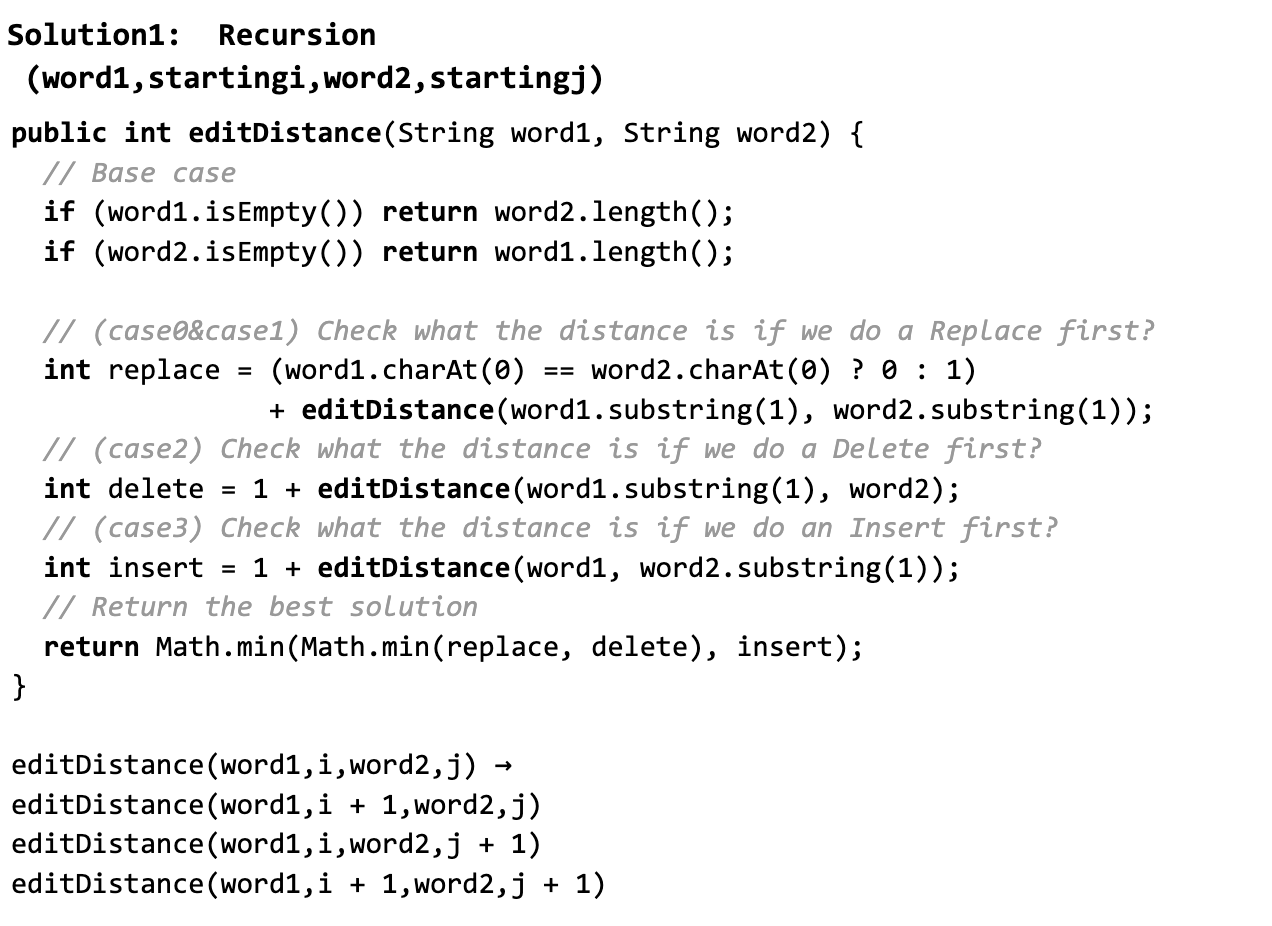 Solution1:  Recursion
(word1,startingi,word2,startingj)
public int editDistance(String word1, String word2) {
  // Base case
  if (word1.isEmpty()) return word2.length();
  if (word2.isEmpty()) return word1.length();

  // (case0&case1) Check what the distance is if we do a Replace first?
  int replace = (word1.charAt(0) == word2.charAt(0) ? 0 : 1)
                + editDistance(word1.substring(1), word2.substring(1));
  // (case2) Check what the distance is if we do a Delete first?
  int delete = 1 + editDistance(word1.substring(1), word2);
  // (case3) Check what the distance is if we do an Insert first?
  int insert = 1 + editDistance(word1, word2.substring(1));
  // Return the best solution
  return Math.min(Math.min(replace, delete), insert);
}

editDistance(word1,i,word2,j) →
editDistance(word1,i + 1,word2,j)
editDistance(word1,i,word2,j + 1)
editDistance(word1,i + 1,word2,j + 1)